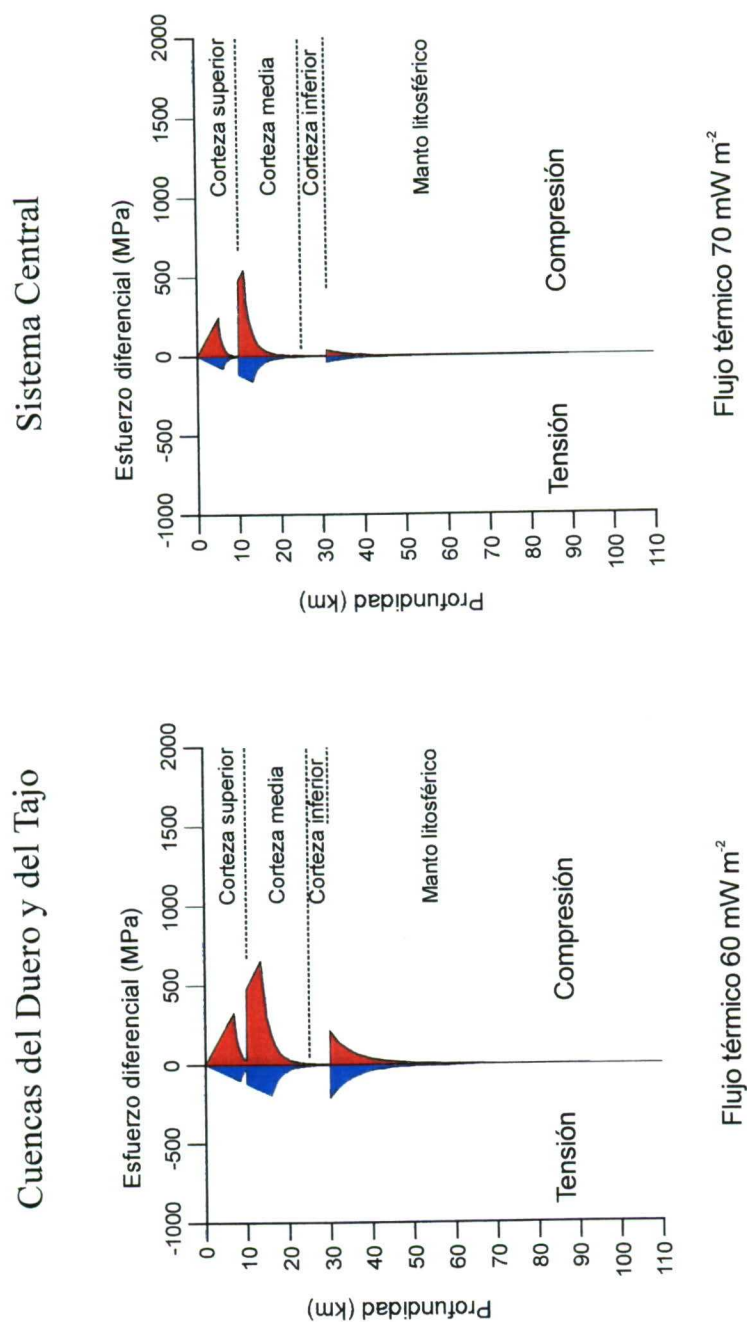 Cuencas del Duero y del Tajo
Esfuerzo diferencial (MPa)
-1000 -500 0 500 1000 1500 2000
Profundidad (km)
0
10
20
30
40
50
60
70
80
90
100
110
Corteza superior
Corteza media
Corteza inferior
Manto litosférico
Tensión
Compresión
Flujo térmico 60 mW m⁻²
Sistema Central
Esfuerzo diferencial (MPa)
-1000 -500 0 500 1000 1500 2000
Profundidad (km)
0
10
20
30
40
50
60
70
80
90
100
110
Corteza superior
Corteza media
Corteza inferior
Manto litosférico
Tensión
Compresión
Flujo térmico 70 mW m⁻²